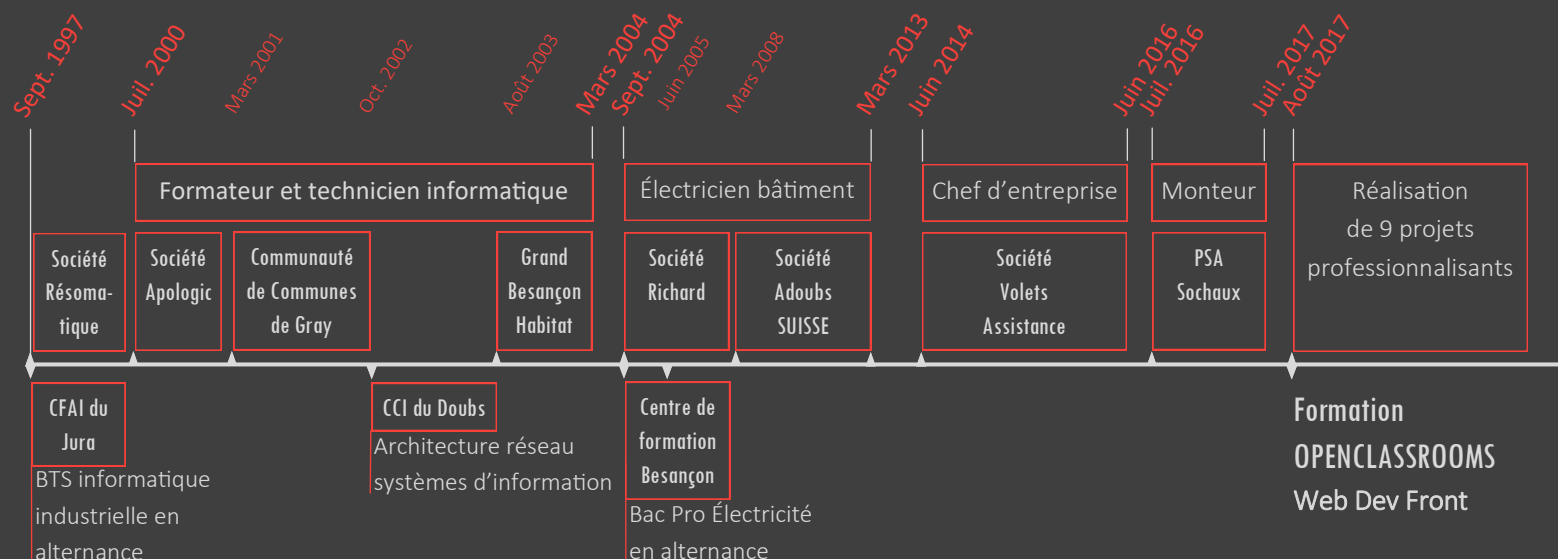 Sept. 1997
Juil. 2000
Mars 2001
Oct. 2002
Août 2003
Mars 2004
Sept. 2004
Juin 2005
Mars 2008
Mars 2013
Juin 2014
Juin 2016
Juil. 2016
Juil. 2017
Août 2017
Formateur et technicien informatique
Électricien bâtiment
Chef d'entreprise
Monteur
Réalisation
de 9 projets
professionnalisants
Société
Résoma-
tique
Société
Apologic
Communauté
de Communes
de Gray
Grand
Besançon
Habitat
Société
Richard
Société
Adoubs
SUISSE
Société
Volets
Assistance
PSA
Sochaux
CFAI du
Jura
BTS informatique
industrielle en
alternance
CCI du Doubs
Architecture réseau
systèmes d'information
Centre de
formation
Besançon
Bac Pro Électricité
en alternance
Formation
OPENCLASSROOMS
Web Dev Front